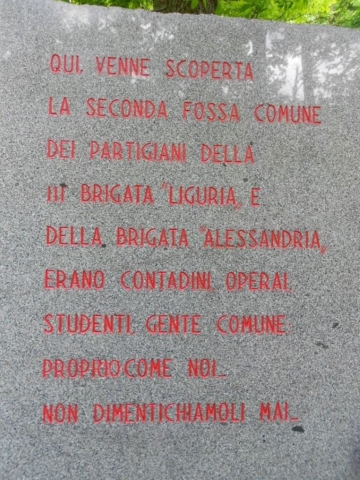 QUI, VENNE SCOPERTA
LA SECONDA FOSSA COMUNE
DEI PARTIGIANI DELLA
III BRIGATA "LIGURIA„ E
DELLA BRIGATA "ALESSANDRIA„
ERANO CONTADINI, OPERAI,
STUDENTI, GENTE COMUNE
PROPRIO COME NOI...
NON DIMENTICHIAMOLI MAI...